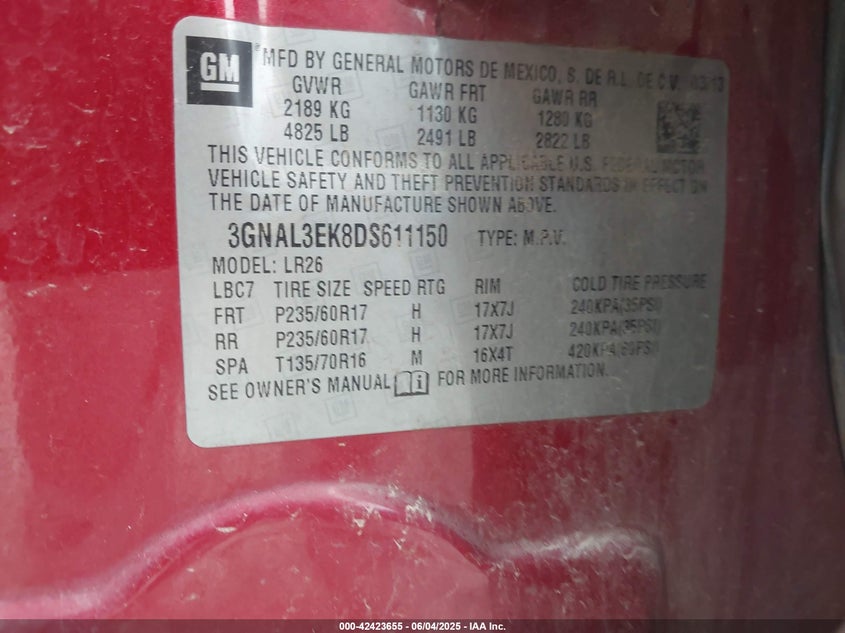 GM ® MFD BY GENERAL MOTORS DE MEXICO, S. DE R.L. DE C.V. 03/13
GVWR GAWR FRT GAWR RR
2189 KG 1130 KG 1280 KG
4825 LB 2491 LB 2822 LB
THIS VEHICLE CONFORMS TO ALL APPLICABLE U.S. FEDERAL MOTOR
VEHICLE SAFETY AND THEFT PREVENTION STANDARDS IN EFFECT ON
THE DATE OF MANUFACTURE SHOWN ABOVE.
3GNAL3EK8DS611150 TYPE: M.P.V.
MODEL: LR26
LBC7 TIRE SIZE SPEED RTG RIM COLD TIRE PRESSURE
FRT P235/60R17 H 17X7J 240KPA(35PSI)
RR P235/60R17 H 17X7J 240KPA(35PSI)
SPA T135/70R16 M 16X4T 420KPA(60PSI)
SEE OWNER'S MANUAL i FOR MORE INFORMATION.
000-42423655 - 06/04/2025 - IAA Inc.